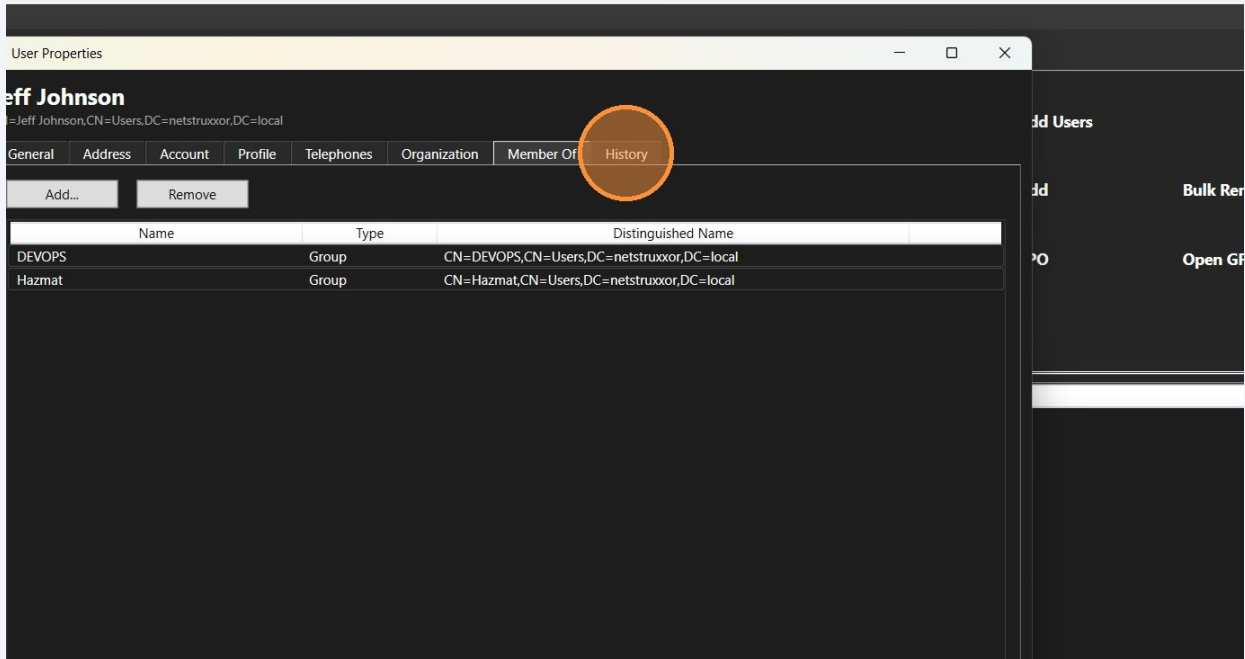 User Properties
eff Johnson
=Jeff Johnson,CN=Users,DC=netstruxxor,DC=local
dd Users
General Address Account Profile Telephones Organization Member Of History
Add... Remove
dd Bulk Ren
Name Type Distinguished Name
DEVOPS Group CN=DEVOPS,CN=Users,DC=netstruxxor,DC=local
PO Open GP
Hazmat Group CN=Hazmat,CN=Users,DC=netstruxxor,DC=local